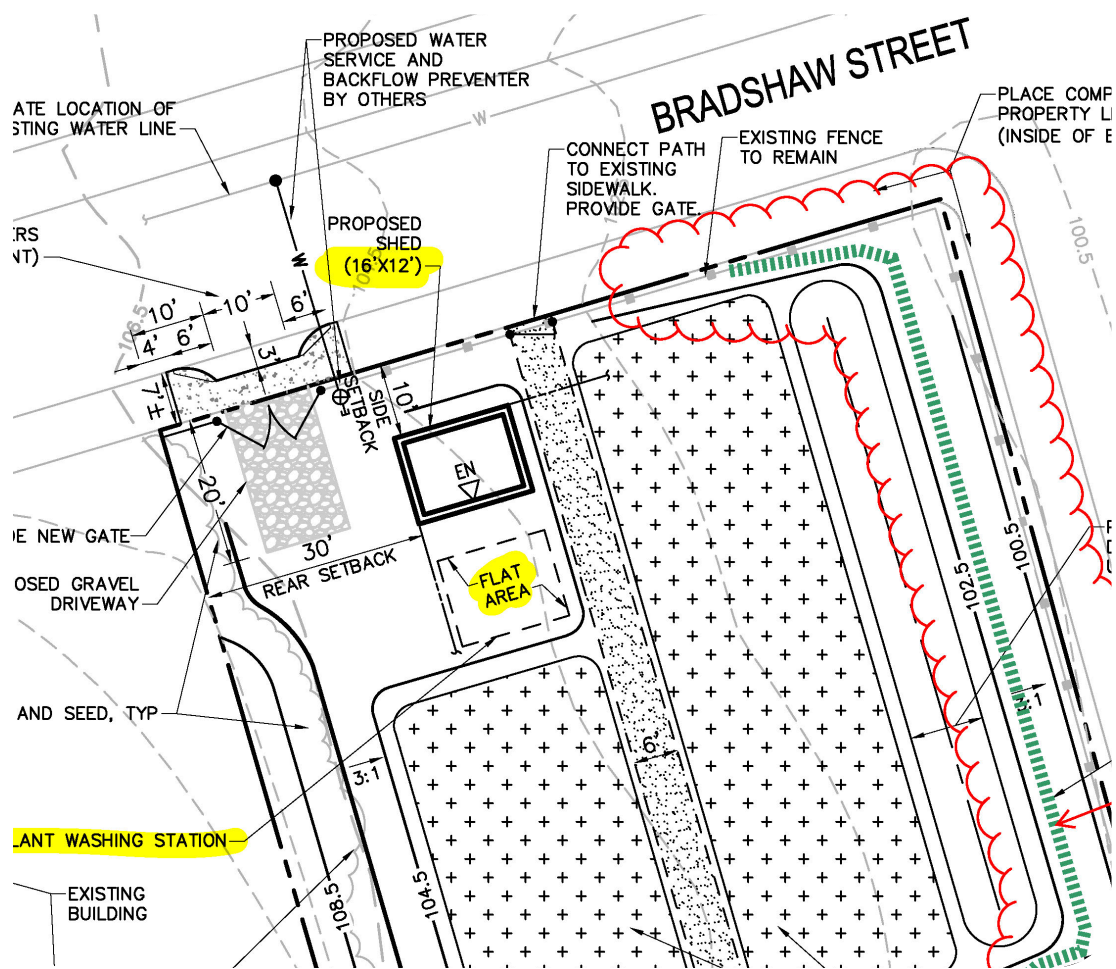 PROPOSED WATER
SERVICE AND
BACKFLOW PREVENTER
BY OTHERS
BRADSHAW STREET
ATE LOCATION OF
STING WATER LINE
W
PLACE COMP
PROPERTY L
(INSIDE OF E
EXISTING FENCE
TO REMAIN
CONNECT PATH
TO EXISTING
SIDEWALK.
PROVIDE GATE.
PROPOSED
SHED
(16'X12')
ERS
NT)
W
100.5
106.5
10'
10'
6'
4'
6'
3'
7'±
SIDE
SETBACK
10'
20'
EN
DE NEW GATE
30'
REAR SETBACK
OSED GRAVEL
DRIVEWAY
FLAT
AREA
102.5
100.5
AND SEED, TYP
6'
3:1
LANT WASHING STATION
EXISTING
BUILDING
108.5
104.5